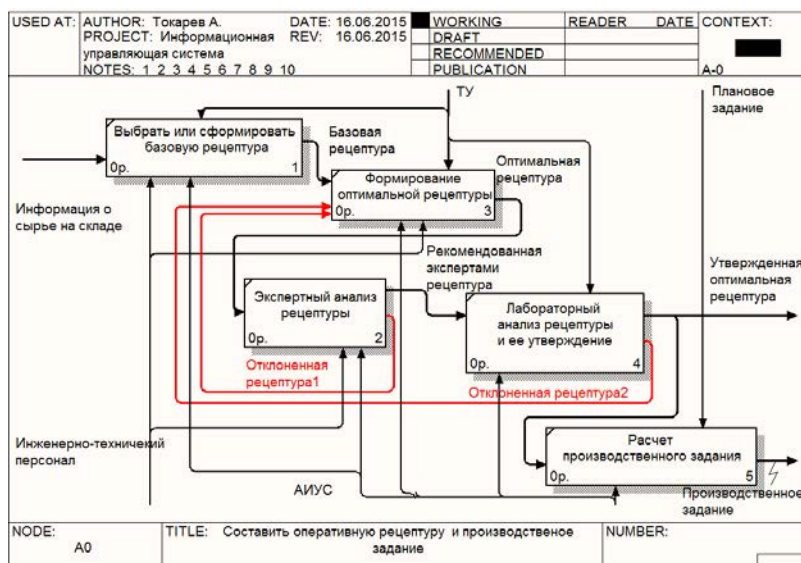 USED AT:
AUTHOR: Токарев А.
DATE: 16.06.2015
PROJECT: Информационная
управляющая система
REV: 16.06.2015
NOTES: 1 2 3 4 5 6 7 8 9 10
WORKING
DRAFT
RECOMMENDED
PUBLICATION
READER
DATE
CONTEXT:
A-0
ТУ
Плановое
задание
Выбрать или сформировать
базовую рецептура
0р.
1
Базовая
рецептура
Формирование
оптимальной рецептуры
0р.
3
Оптимальная
рецептура
Информация о
сырье на складе
Рекомендованная
экспертами
рецептура
Утвержденная
оптимальная
рецептура
Экспертный анализ
рецептуры
0р.
2
Лабораторный
анализ рецептуры
и ее утверждение
0р.
4
Отклоненная
рецептура1
Отклоненная рецептура2
Инженерно-техничекий
персонал
Расчет
производственного задания
0р.
5
АИУС
Производственное
задание
NODE:
A0
TITLE: Составить оперативную рецептуру и производственое
задание
NUMBER: